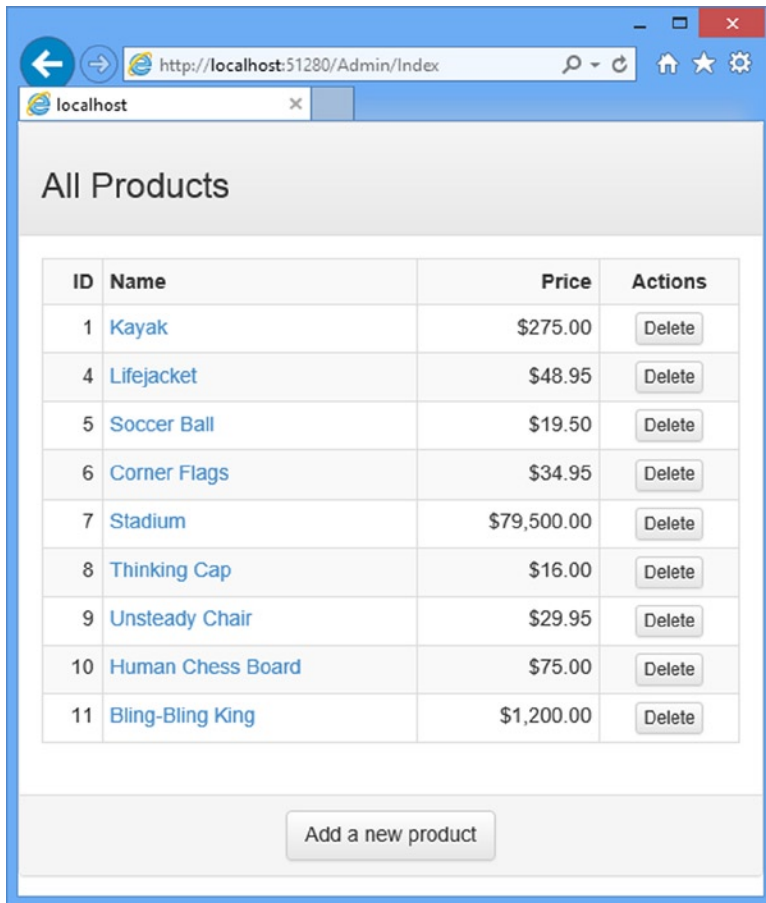 http://localhost:51280/Admin/Index
localhost
All Products
ID Name Price Actions
1 Kayak $275.00 Delete
4 Lifejacket $48.95 Delete
5 Soccer Ball $19.50 Delete
6 Corner Flags $34.95 Delete
7 Stadium $79,500.00 Delete
8 Thinking Cap $16.00 Delete
9 Unsteady Chair $29.95 Delete
10 Human Chess Board $75.00 Delete
11 Bling-Bling King $1,200.00 Delete
Add a new product